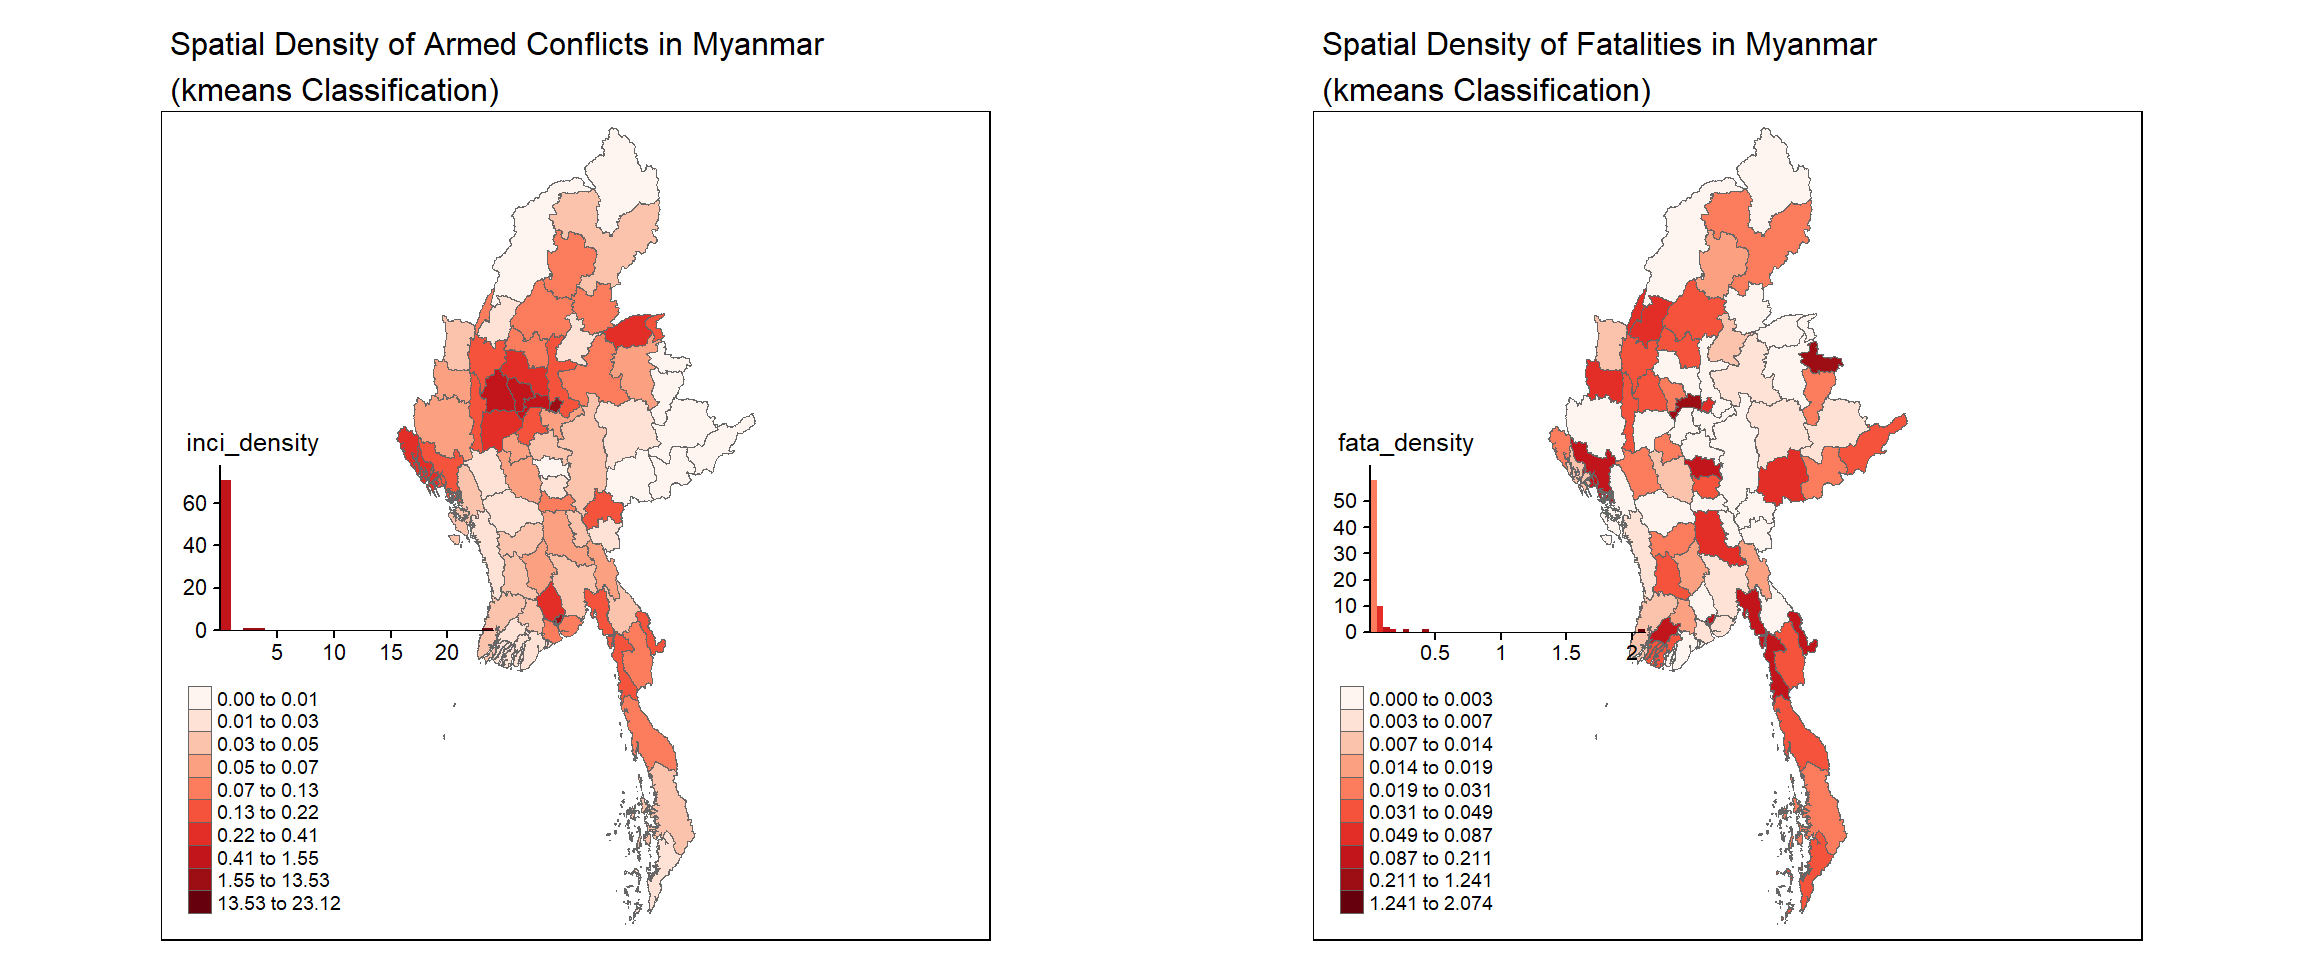 Spatial Density of Armed Conflicts in Myanmar
(kmeans Classification)
inci_density
60
40
20
0
5 10 15 20
0.00 to 0.01
0.01 to 0.03
0.03 to 0.05
0.05 to 0.07
0.07 to 0.13
0.13 to 0.22
0.22 to 0.41
0.41 to 1.55
1.55 to 13.53
13.53 to 23.12
Spatial Density of Fatalities in Myanmar
(kmeans Classification)
fata_density
50
40
30
20
10
0
0.5 1 1.5 2
0.000 to 0.003
0.003 to 0.007
0.007 to 0.014
0.014 to 0.019
0.019 to 0.031
0.031 to 0.049
0.049 to 0.087
0.087 to 0.211
0.211 to 1.241
1.241 to 2.074